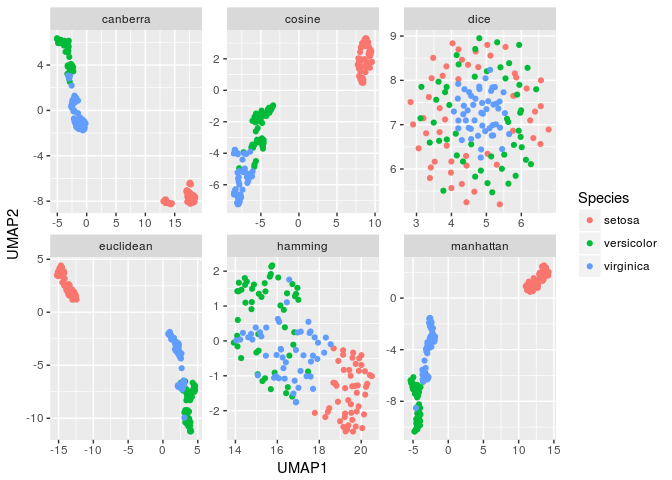 canberra cosine dice
4
0
-4
-8
-5 0 5 10 15
2
0
-2
-4
-6
-5 0 5 10
9
8
7
6
3 4 5 6
UMAP2
euclidean hamming manhattan
5
0
-5
-10
-15 -10 -5 0 5
2
1
0
-1
-2
14 16 18 20
0
-4
-8
-5 0 5 10 15
UMAP1
Species
setosa
versicolor
virginica